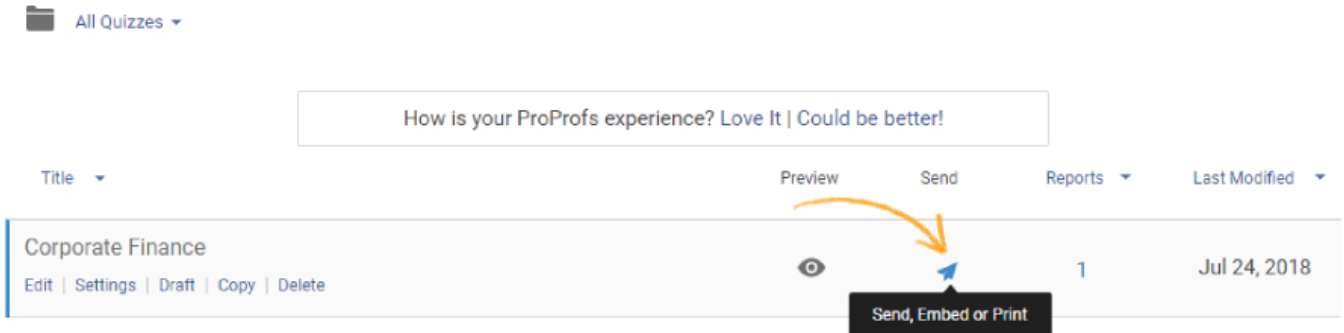 All Quizzes
How is your ProProfs experience? Love It | Could be better!
Title Preview Send Reports Last Modified
Corporate Finance
Edit | Settings | Draft | Copy | Delete
1 Jul 24, 2018
Send, Embed or Print